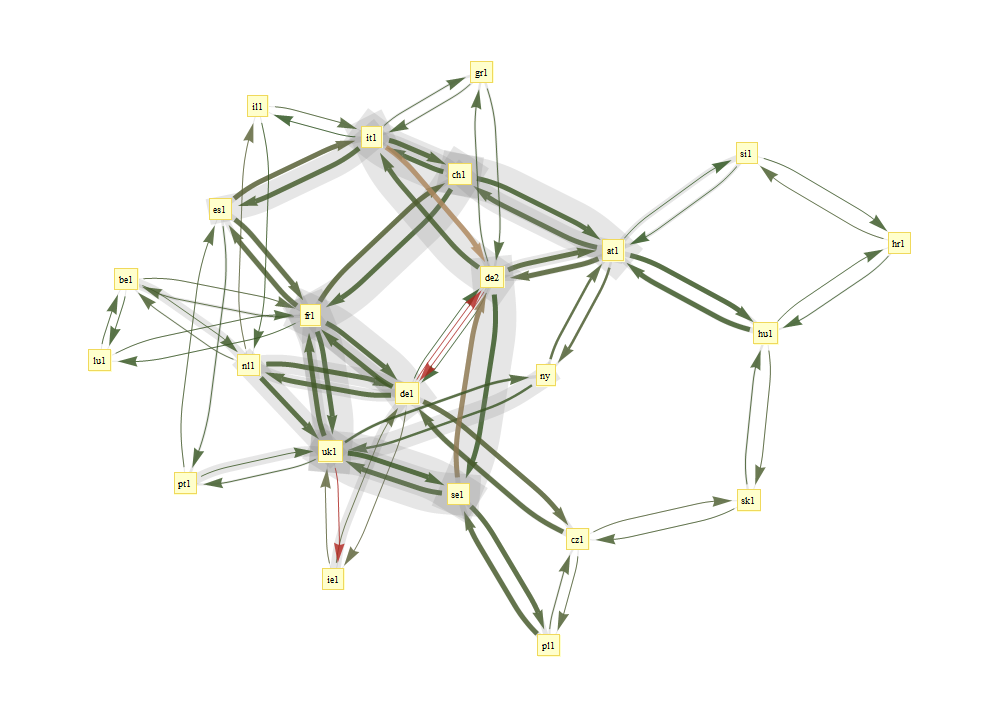 gr1
il1
it1
si1
ch1
es1
hr1
at1
de2
be1
fr1
hu1
lu1
nl1
ny
de1
uk1
pt1
se1
sk1
cz1
ie1
pl1